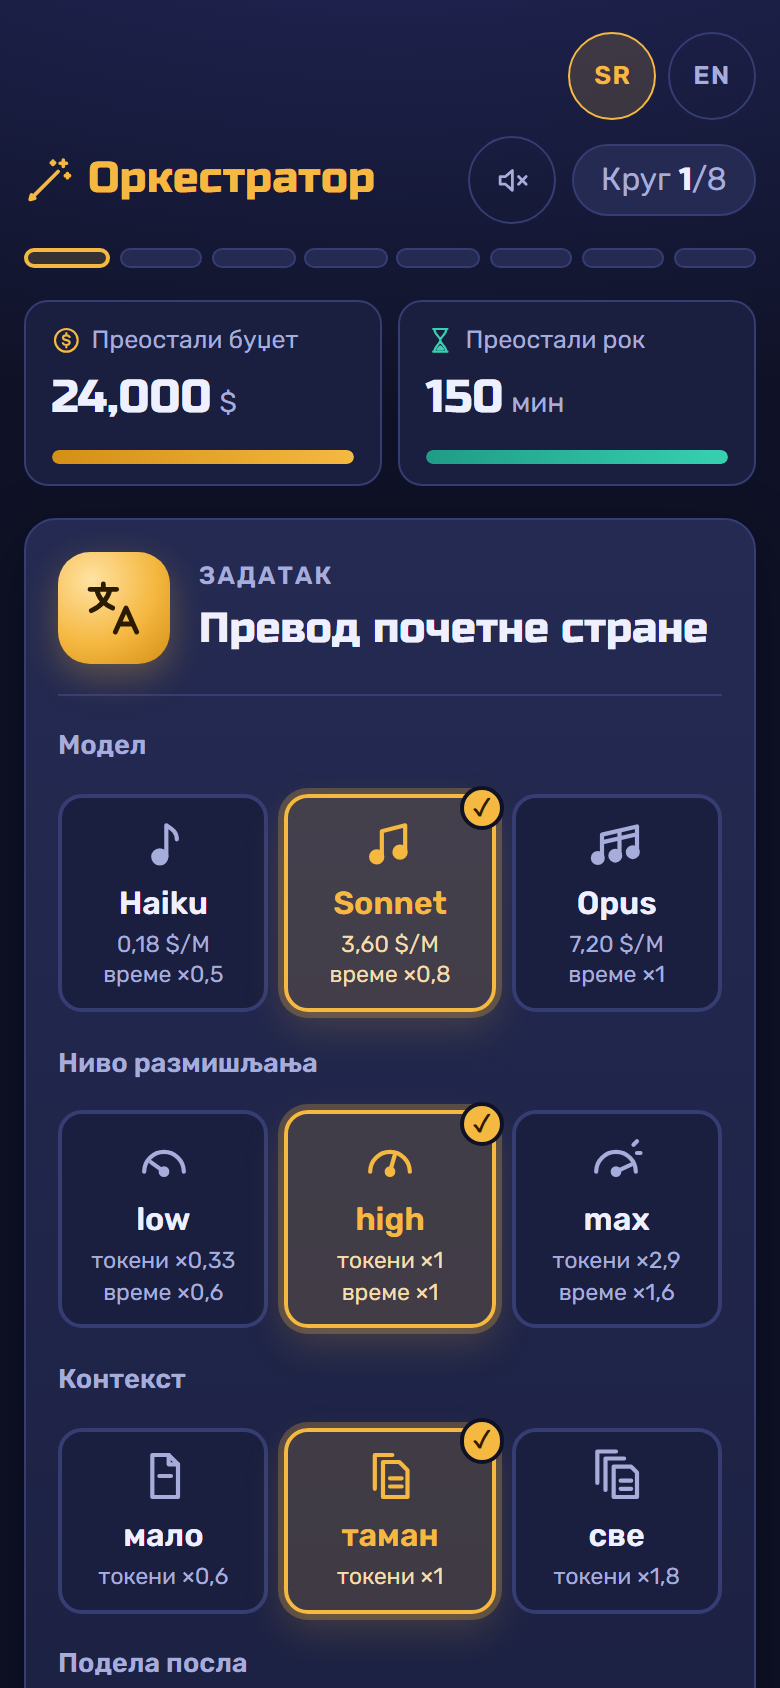 SR EN
Оркестратор
Круг 1/8
Преостали буџет
24,000 $
Преостали рок
150 мин
ЗАДАТАК
Превод почетне стране
Модел
Haiku
0,18 $/М
време ×0,5
Sonnet
3,60 $/М
време ×0,8
Opus
7,20 $/М
време ×1
Ниво размишљања
low
токени ×0,33
време ×0,6
high
токени ×1
време ×1
max
токени ×2,9
време ×1,6
Контекст
мало
токени ×0,6
таман
токени ×1
све
токени ×1,8
Подела посла